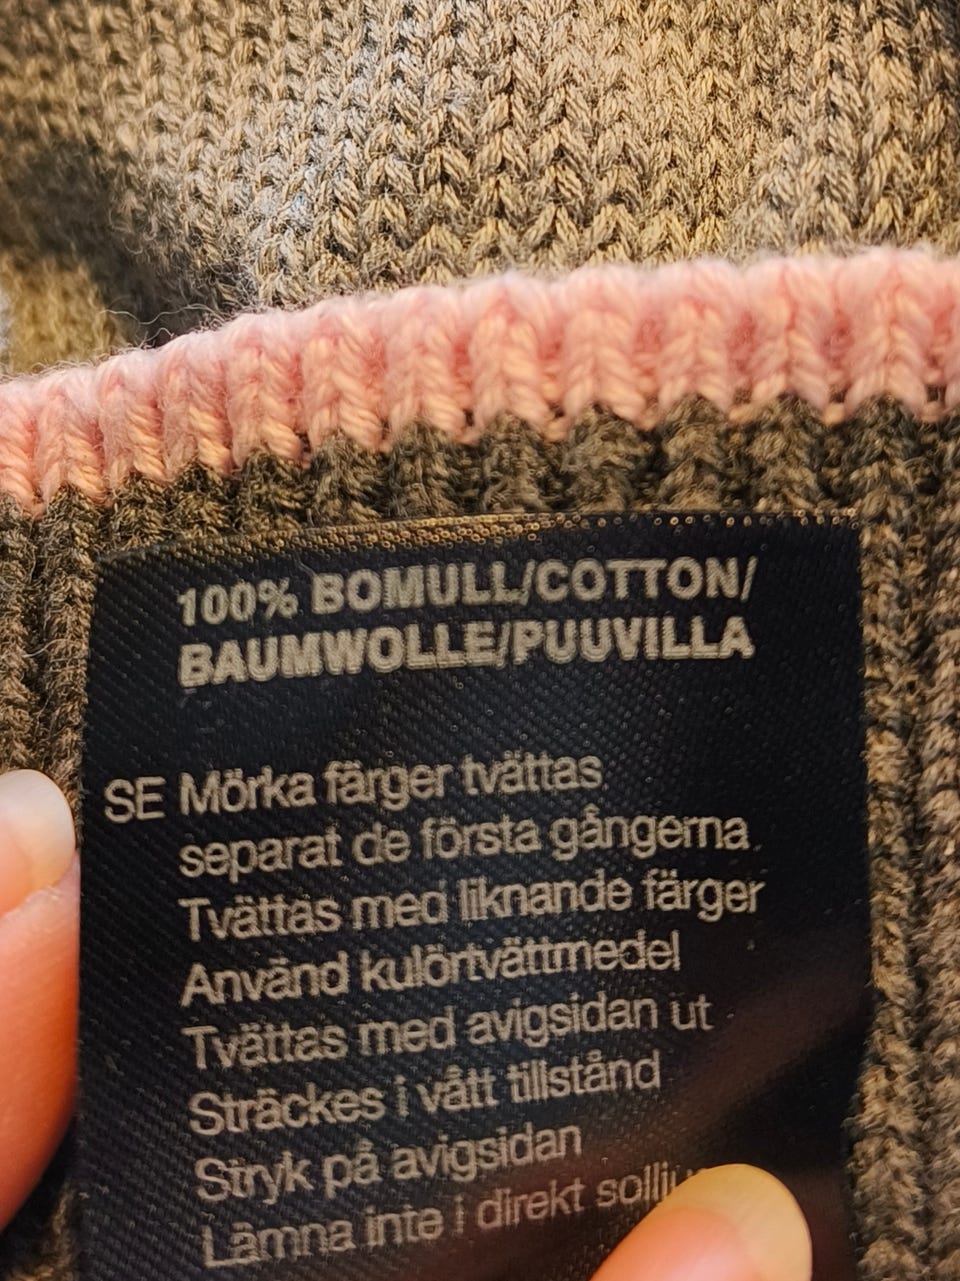 100% BOMULL/COTTON/
BAUMWOLLE/PUUVILLA
SE Mörka färger tvättas
separat de första gångerna.
Tvättas med liknande färger
Använd kulörtvättmedel
Tvättas med avigsidan ut
Sträckes i vått tillstånd
Stryk på avigsidan
Lämna inte i direkt